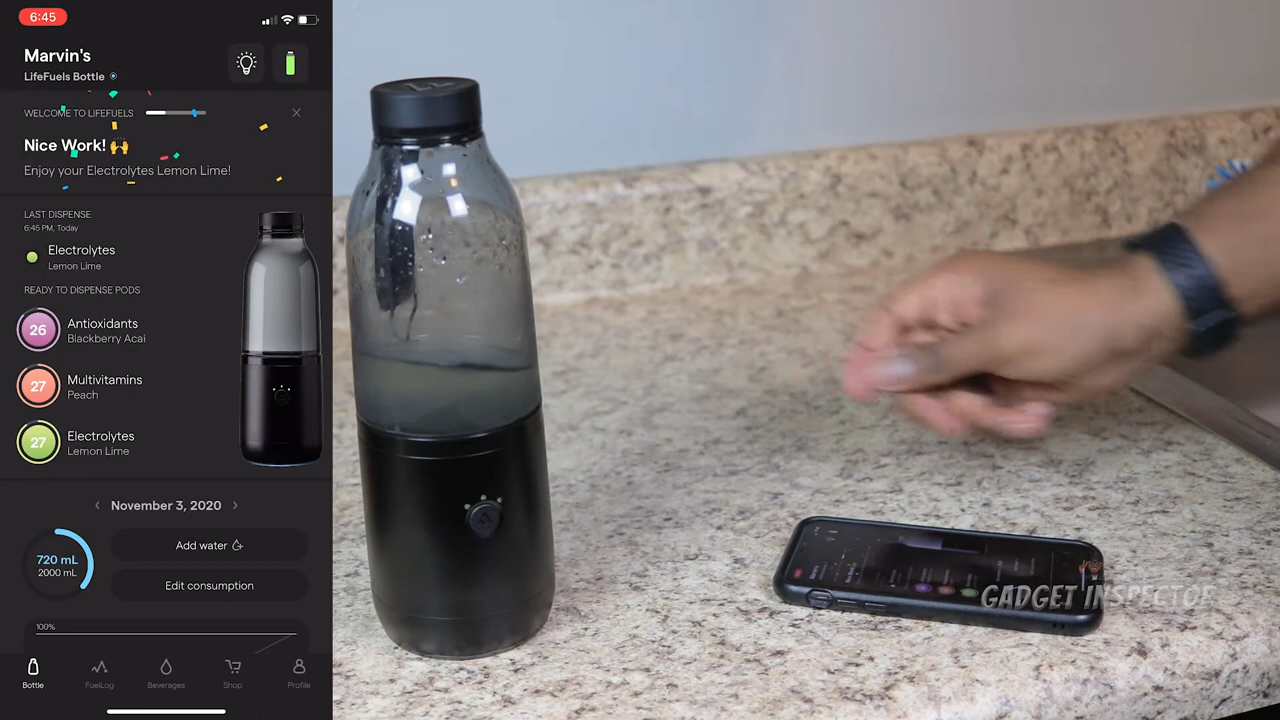 6:45
Marvin's
LifeFuels Bottle
WELCOME TO LIFEFUELS
Nice Work! 🙌
Enjoy your Electrolytes Lemon Lime!
LAST DISPENSE
6:45 PM, Today
Electrolytes
Lemon Lime
READY TO DISPENSE PODS
26
Antioxidants
Blackberry Acai
27
Multivitamins
Peach
27
Electrolytes
Lemon Lime
November 3, 2020
720 mL
2000 mL
Add water
Edit consumption
100%
Bottle
FuelLog
Beverages
Shop
Profile
GADGET INSPECTOR